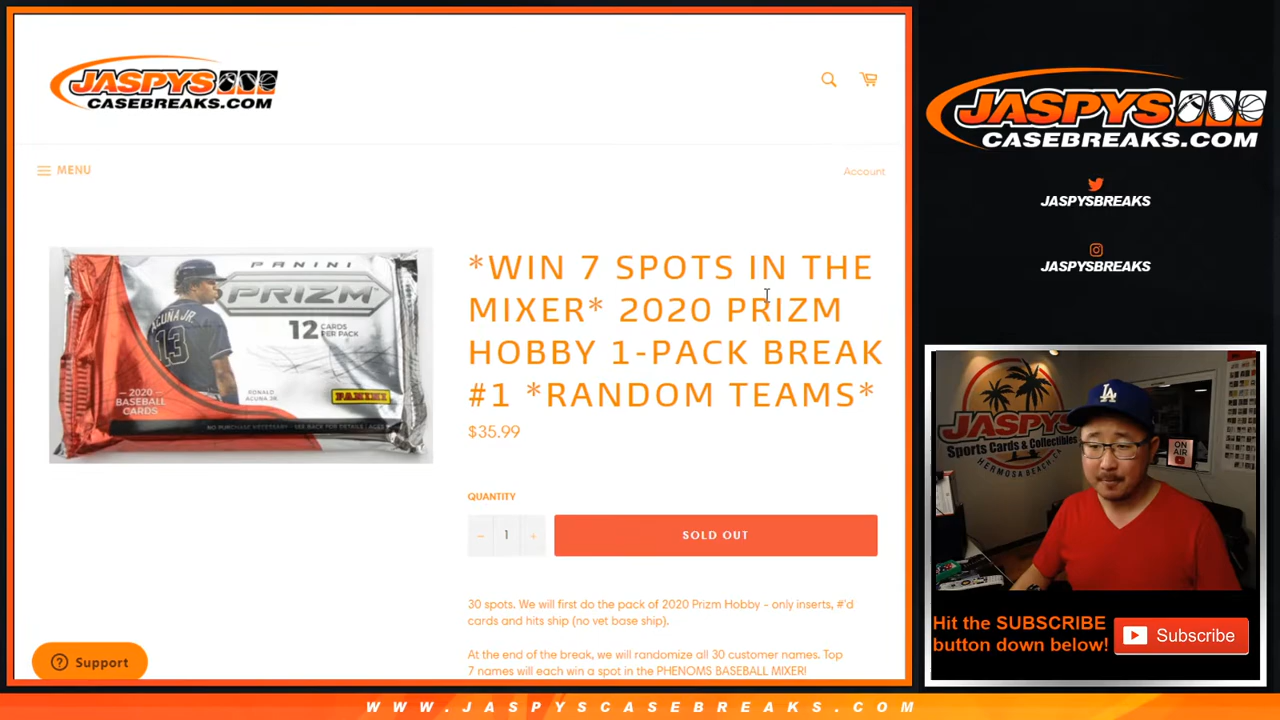 JASPYS
CASEBREAKS.COM
MENU
Account
PANINI
PRIZM
12 CARDS
PER PACK
ACUNA JR.
13
2020
BASEBALL
CARDS
RONALD
ACUNA JR.
PANINI
*WIN 7 SPOTS IN THE
MIXER* 2020 PRIZM
HOBBY 1-PACK BREAK
#1 *RANDOM TEAMS*
$35.99
QUANTITY
− 1 +
SOLD OUT
30 spots. We will first do the pack of 2020 Prizm Hobby - only inserts, #'d
cards and hits ship (no vet base ship).
At the end of the break, we will randomize all 30 customer names. Top
7 names will each win a spot in the PHENOMS BASEBALL MIXER!
Support
JASPYS
CASEBREAKS.COM
JASPYSBREAKS
JASPYSBREAKS
JASPYS
Sports Cards & Collectibles
HERMOSA BEACH, CA
LA
ON
AIR
Hit the SUBSCRIBE
button down below!
Subscribe
WWW.JASPYSCASEBREAKS.COM